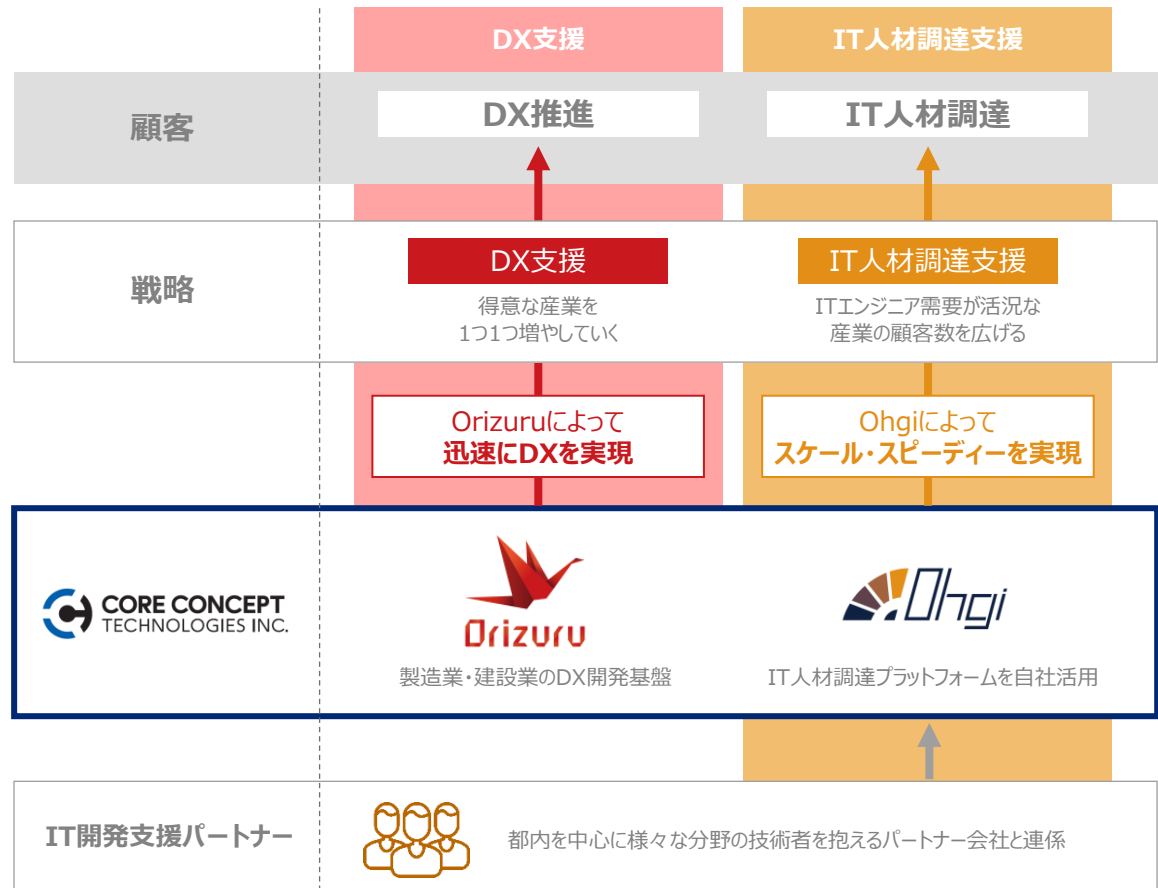 DX支援
IT人材調達支援
顧客
DX推進
IT人材調達
戦略
DX支援
得意な産業を
1つ1つ増やしていく
IT人材調達支援
ITエンジニア需要が活況な
産業の顧客数を広げる
Orizuruによって
迅速にDXを実現
Ohgiによって
スケール・スピーディーを実現
CORE CONCEPT
TECHNOLOGIES INC.
Orizuru
製造業・建設業のDX開発基盤
Ohgi
IT人材調達プラットフォームを自社活用
IT開発支援パートナー
都内を中心に様々な分野の技術者を抱えるパートナー会社と連係